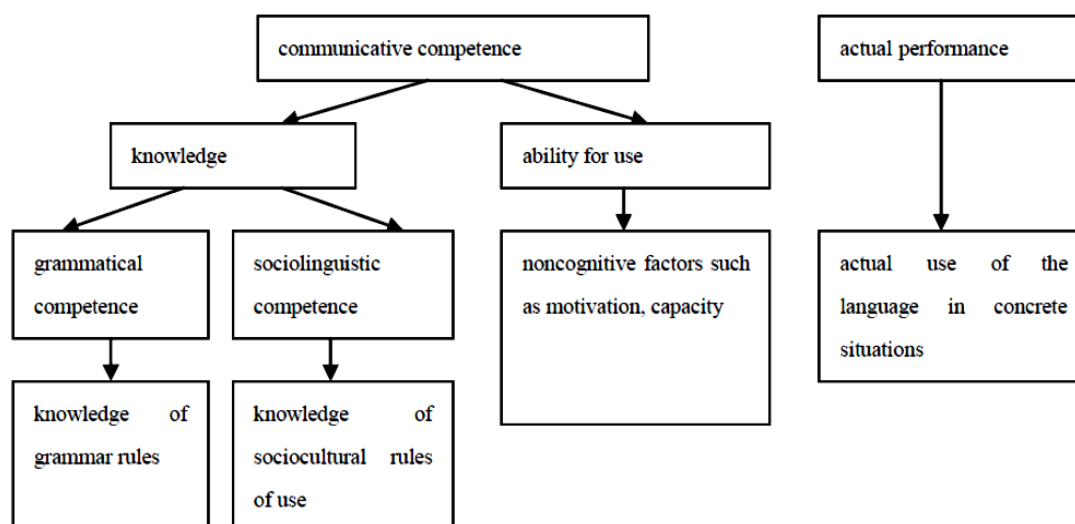 communicative competence
actual performance
knowledge
ability for use
grammatical
competence
sociolinguistic
competence
noncognitive factors such
as motivation, capacity
actual use of the
language in concrete
situations
knowledge of
grammar rules
knowledge of
sociocultural rules
of use